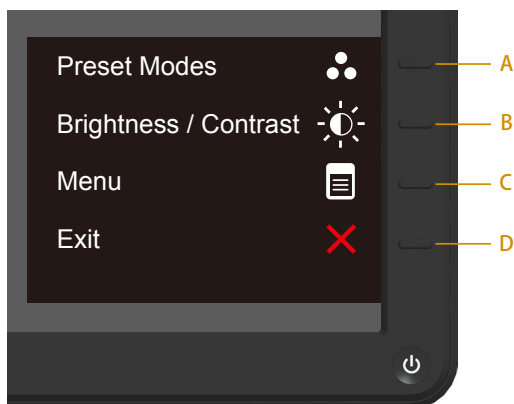 Preset Modes
A
Brightness / Contrast
B
Menu
C
Exit
D